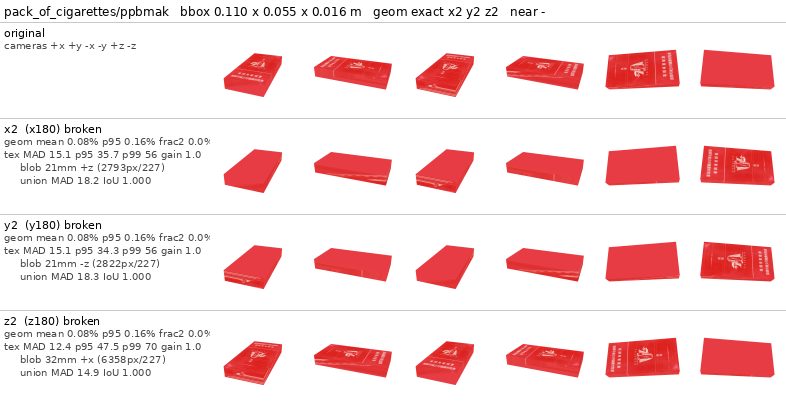 pack_of_cigarettes/ppbmak bbox 0.110 x 0.055 x 0.016 m geom exact x2 y2 z2 near -
original
cameras +x +y -x -y +z -z
x2 (x180) broken
geom mean 0.08% p95 0.16% frac2 0.0%
tex MAD 15.1 p95 35.7 p99 56 gain 1.0
blob 21mm +z (2793px/227)
union MAD 18.2 IoU 1.000
y2 (y180) broken
geom mean 0.08% p95 0.16% frac2 0.0%
tex MAD 15.1 p95 34.3 p99 56 gain 1.0
blob 21mm -z (2822px/227)
union MAD 18.3 IoU 1.000
z2 (z180) broken
geom mean 0.08% p95 0.16% frac2 0.0%
tex MAD 12.4 p95 47.5 p99 70 gain 1.0
blob 32mm +x (6358px/227)
union MAD 14.9 IoU 1.000